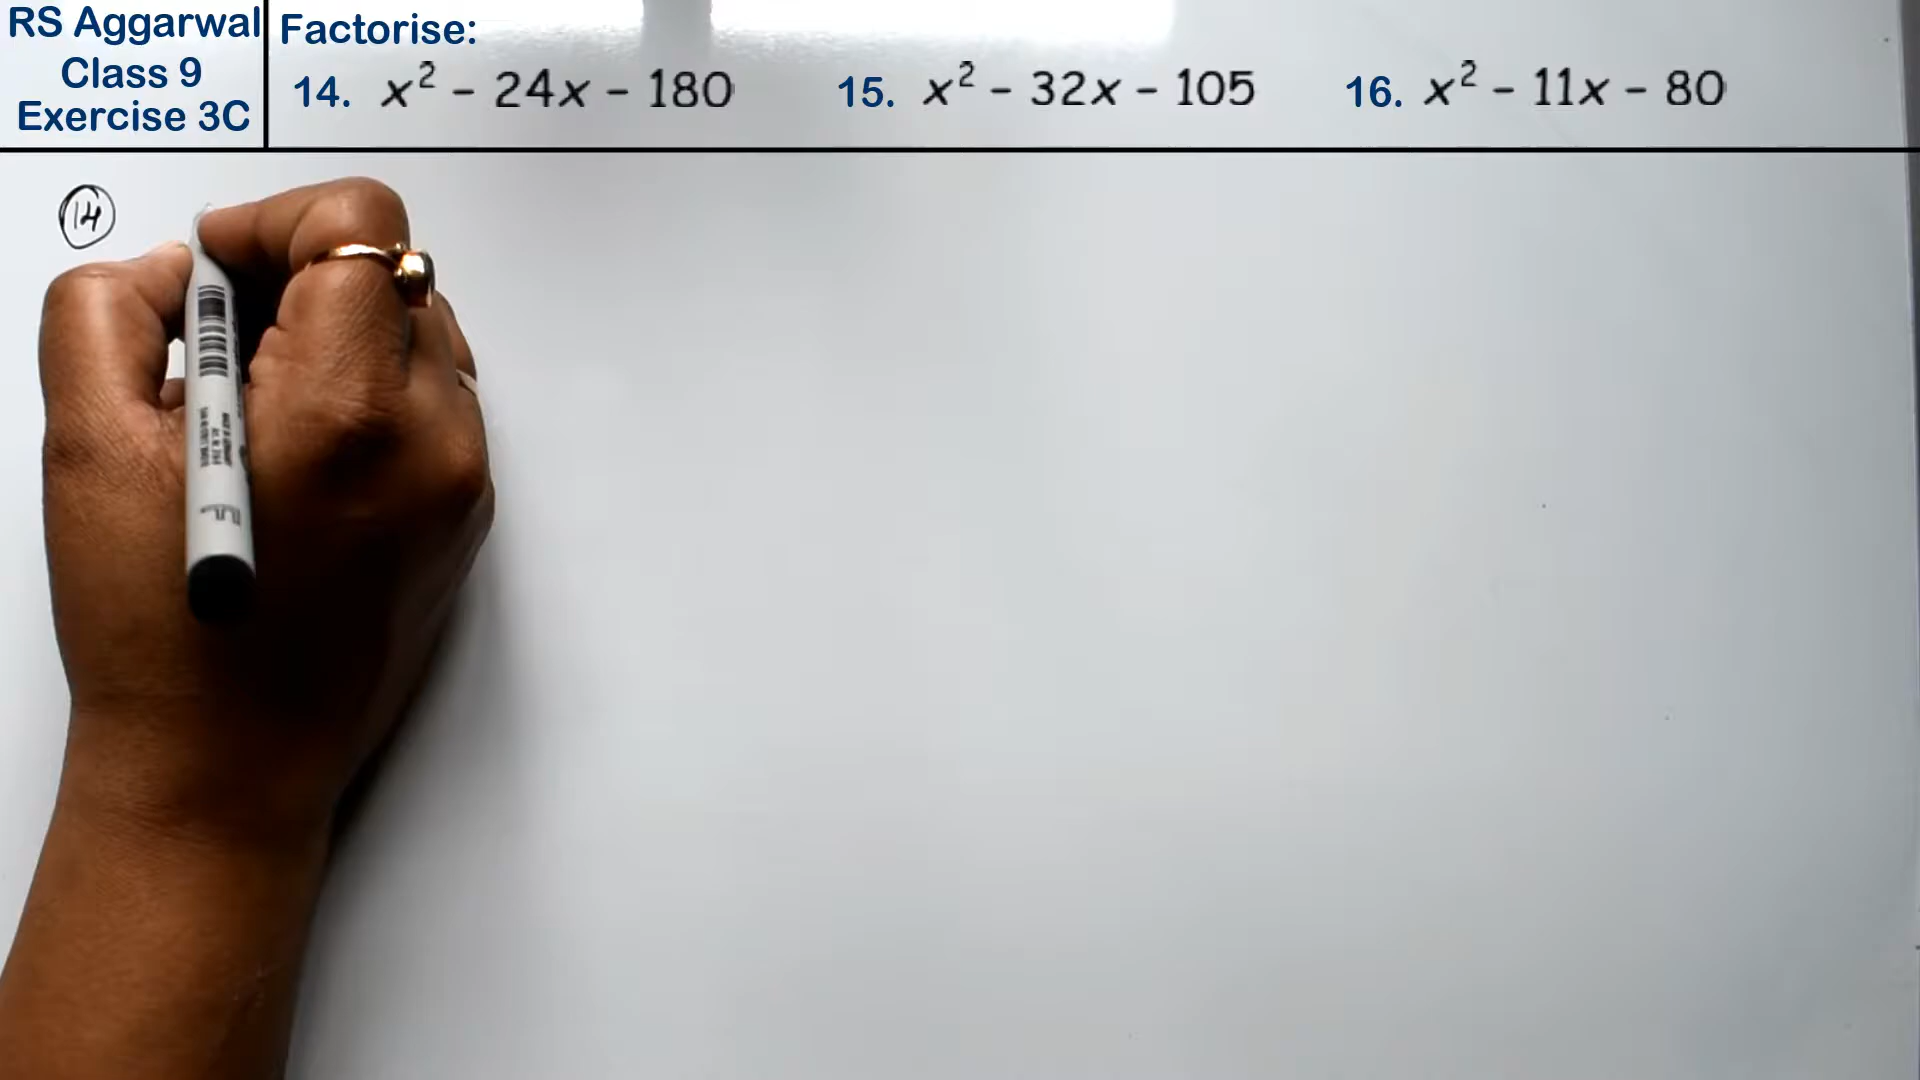 RS Aggarwal
Class 9
Exercise 3C
Factorise:
14. x² - 24x - 180 15. x² - 32x - 105 16. x² - 11x - 80
14